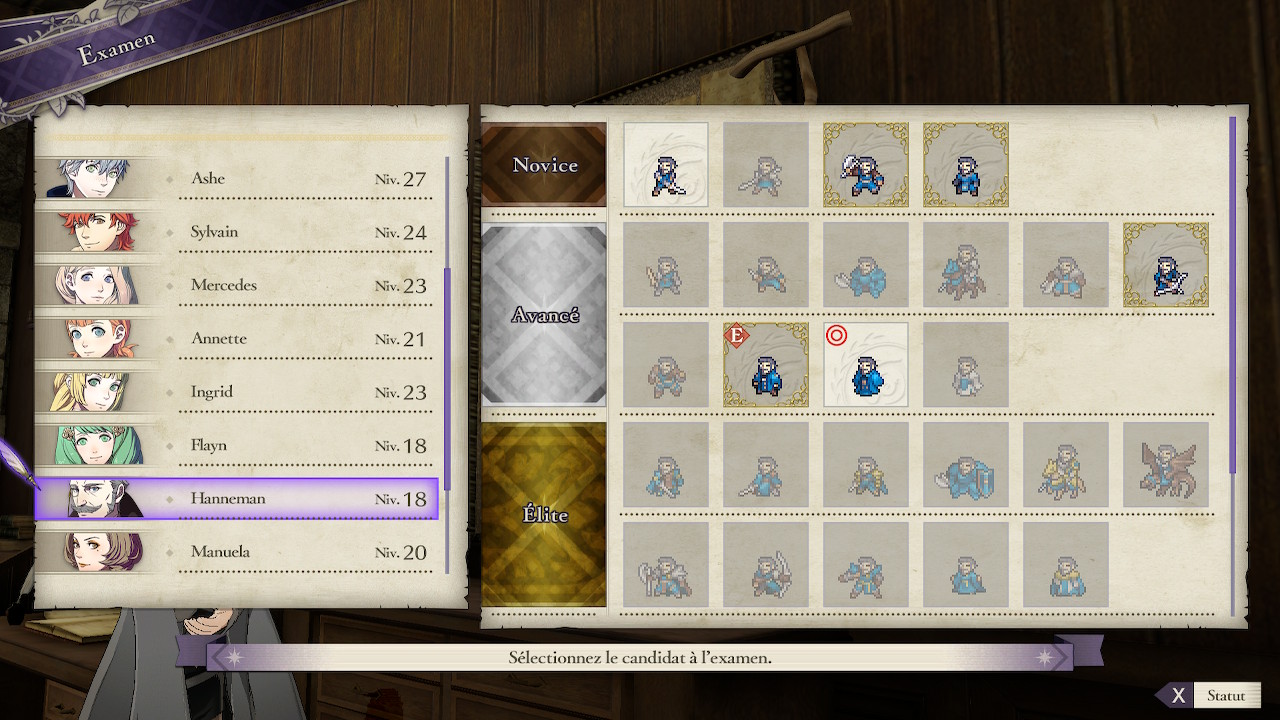 Examen
Ashe Niv. 27
Sylvain Niv. 24
Mercedes Niv. 23
Annette Niv. 21
Ingrid Niv. 23
Flayn Niv. 18
Hanneman Niv. 18
Manuela Niv. 20
Novice
Avancé
E
Élite
Sélectionnez le candidat à l'examen.
X Statut